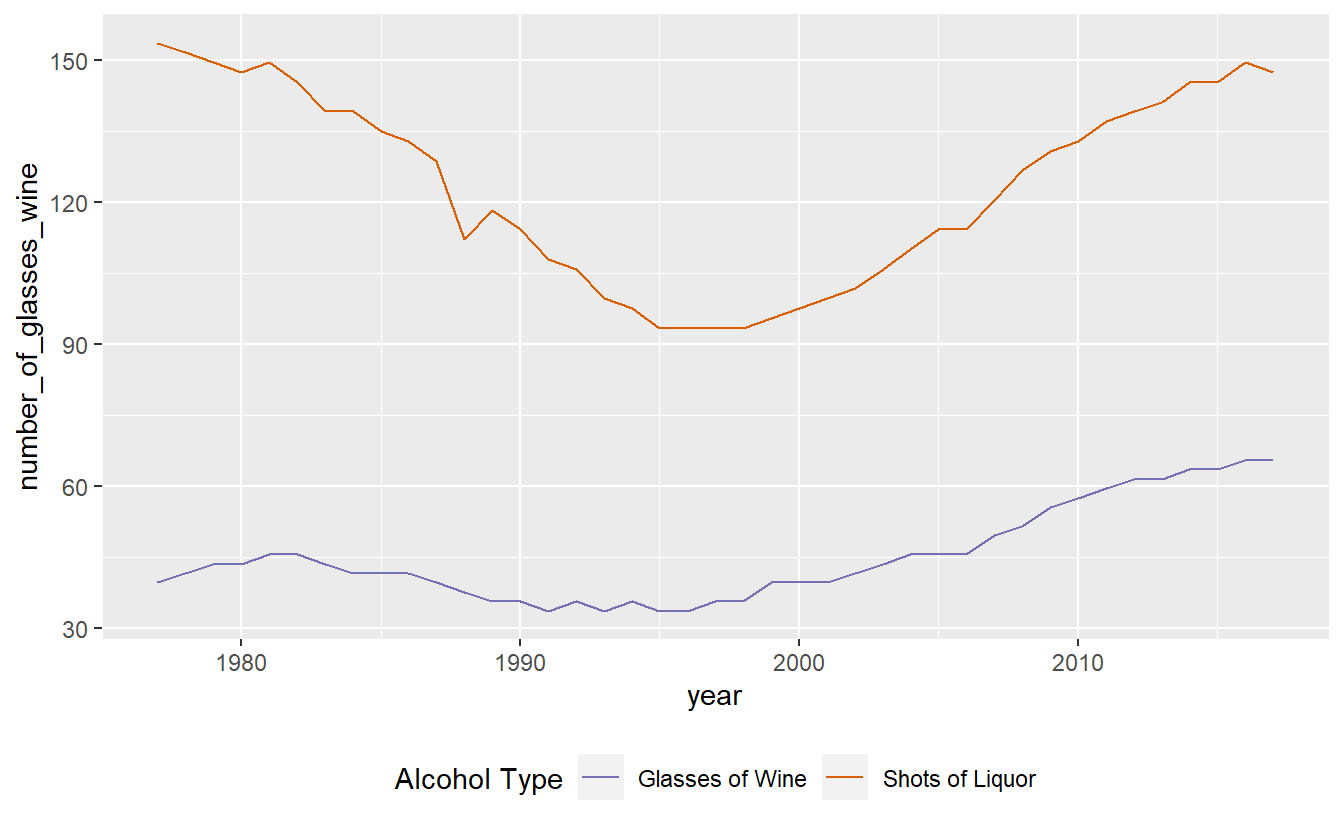 number_of_glasses_wine
150
120
90
60
30
1980 1990 2000 2010
year
Alcohol Type Glasses of Wine Shots of Liquor